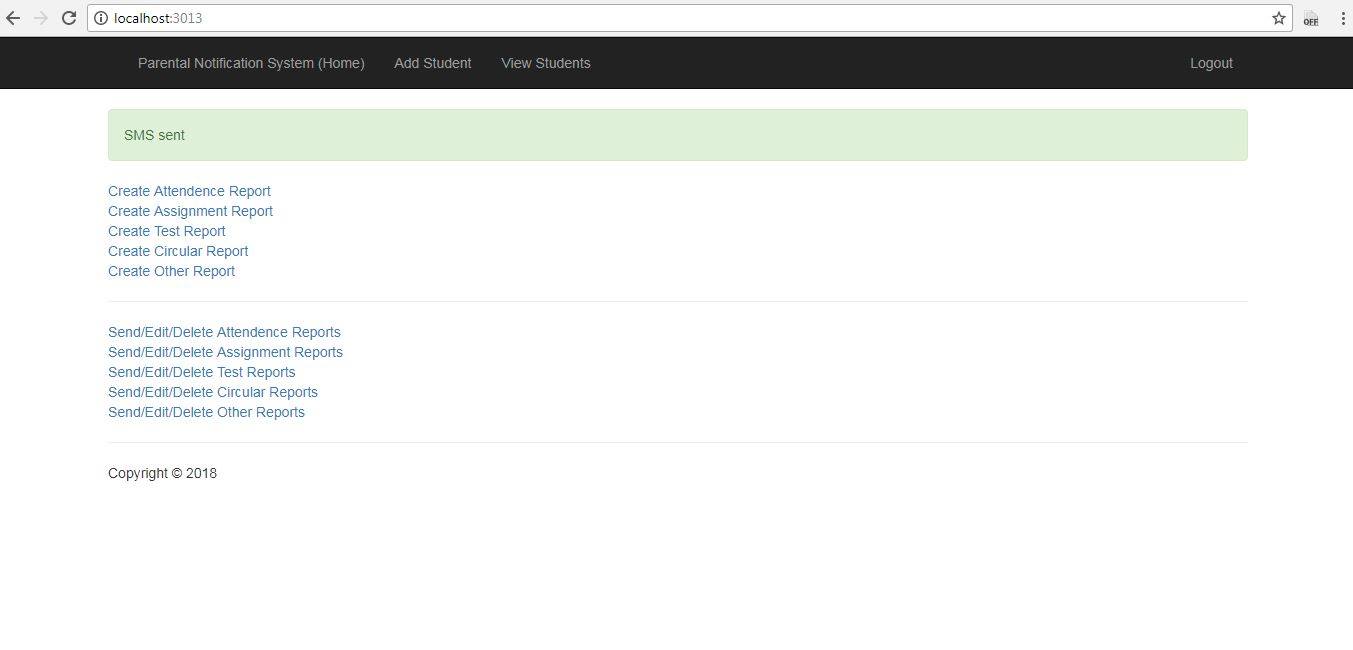 localhost:3013
OFF
Parental Notification System (Home) Add Student View Students Logout
SMS sent
Create Attendence Report
Create Assignment Report
Create Test Report
Create Circular Report
Create Other Report
Send/Edit/Delete Attendence Reports
Send/Edit/Delete Assignment Reports
Send/Edit/Delete Test Reports
Send/Edit/Delete Circular Reports
Send/Edit/Delete Other Reports
Copyright © 2018